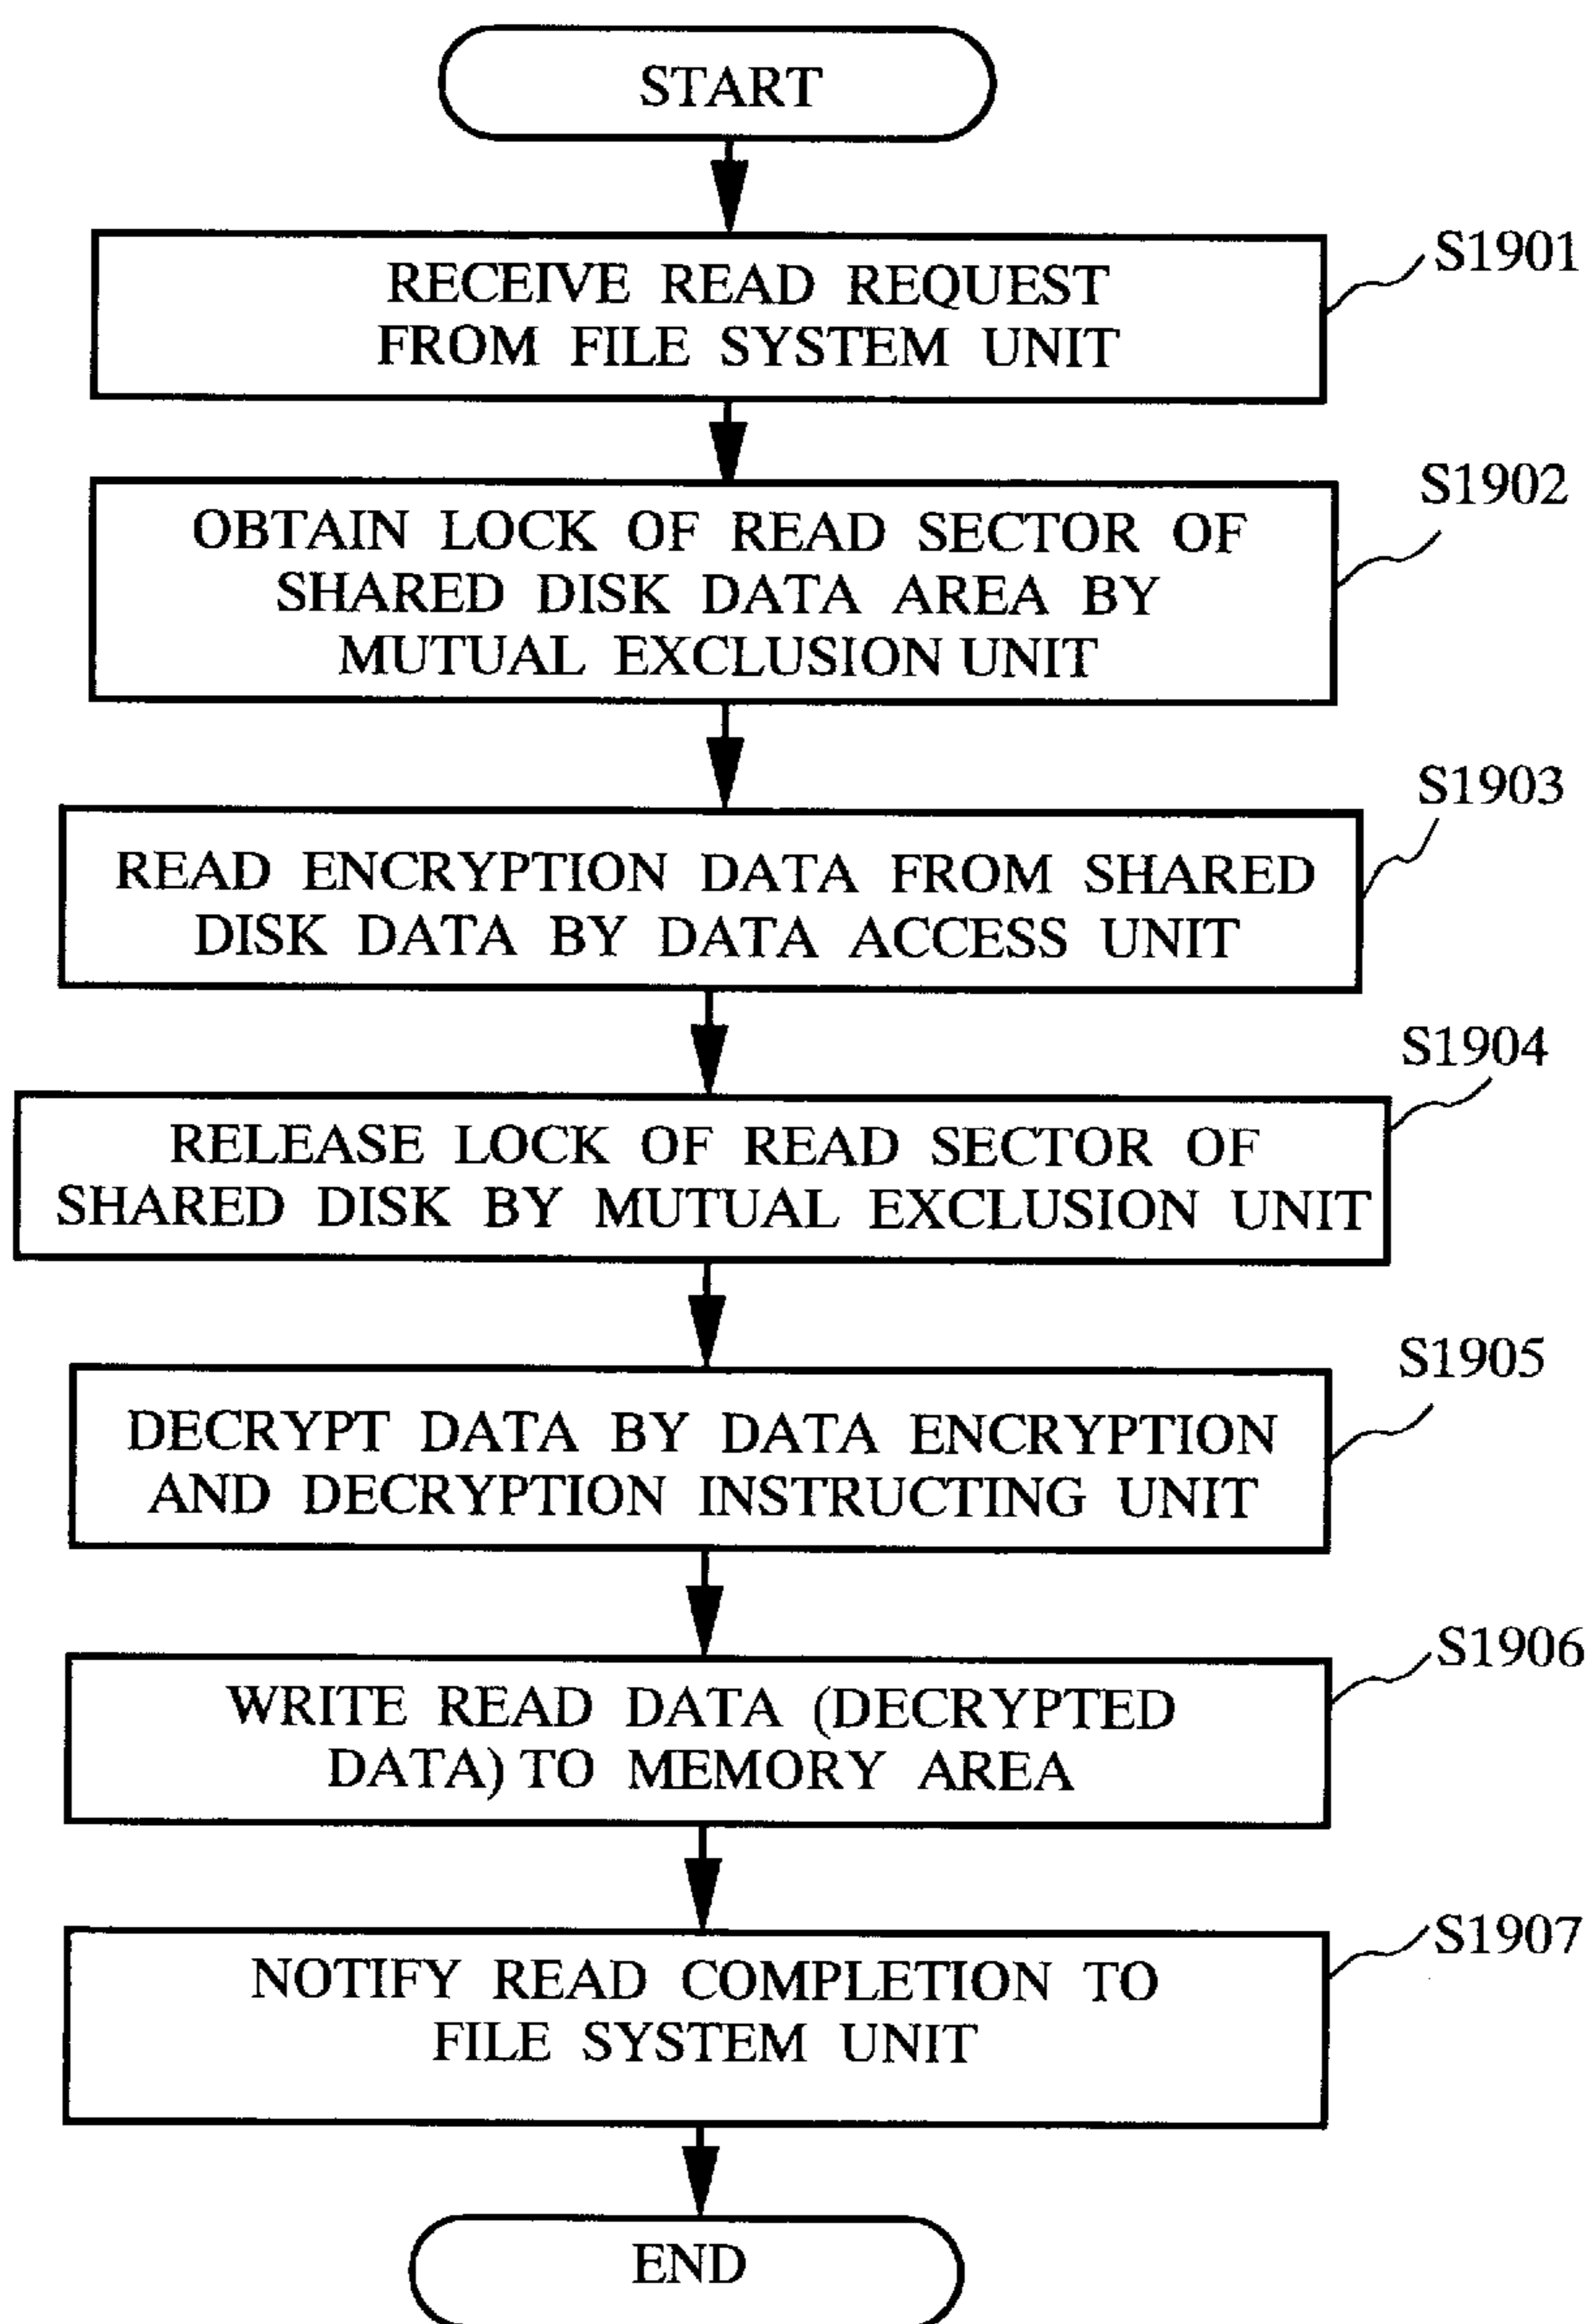 START
S1901
RECEIVE READ REQUEST
FROM FILE SYSTEM UNIT
S1902
OBTAIN LOCK OF READ SECTOR OF
SHARED DISK DATA AREA BY
MUTUAL EXCLUSION UNIT
S1903
READ ENCRYPTION DATA FROM SHARED
DISK DATA BY DATA ACCESS UNIT
S1904
RELEASE LOCK OF READ SECTOR OF
SHARED DISK BY MUTUAL EXCLUSION UNIT
S1905
DECRYPT DATA BY DATA ENCRYPTION
AND DECRYPTION INSTRUCTING UNIT
S1906
WRITE READ DATA (DECRYPTED
DATA) TO MEMORY AREA
S1907
NOTIFY READ COMPLETION TO
FILE SYSTEM UNIT
END